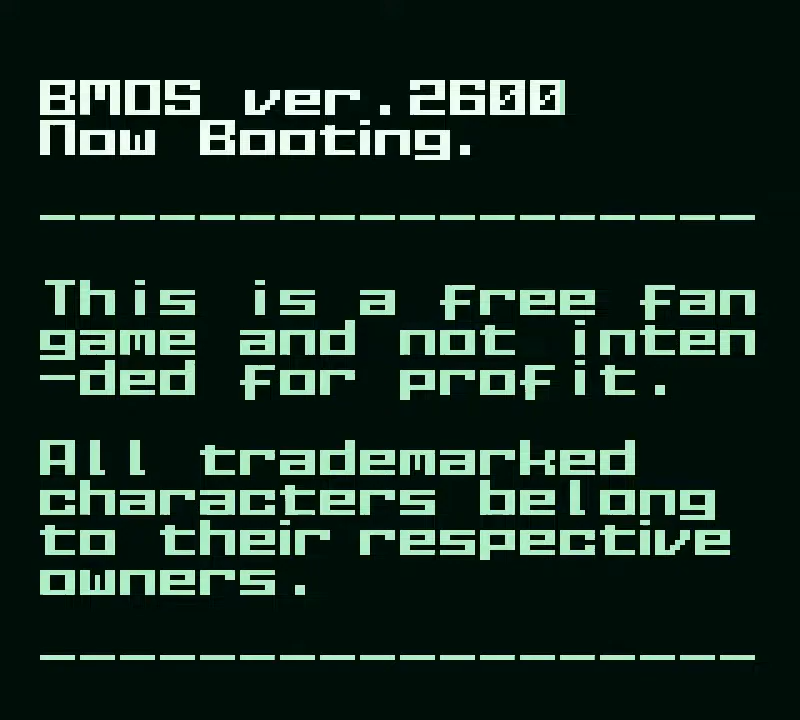 BMOS ver.2600
Now Booting.
------------------
This is a free fan
game and not inten
-ded for profit.
All trademarked
characters belong
to their respective
owners.
------------------